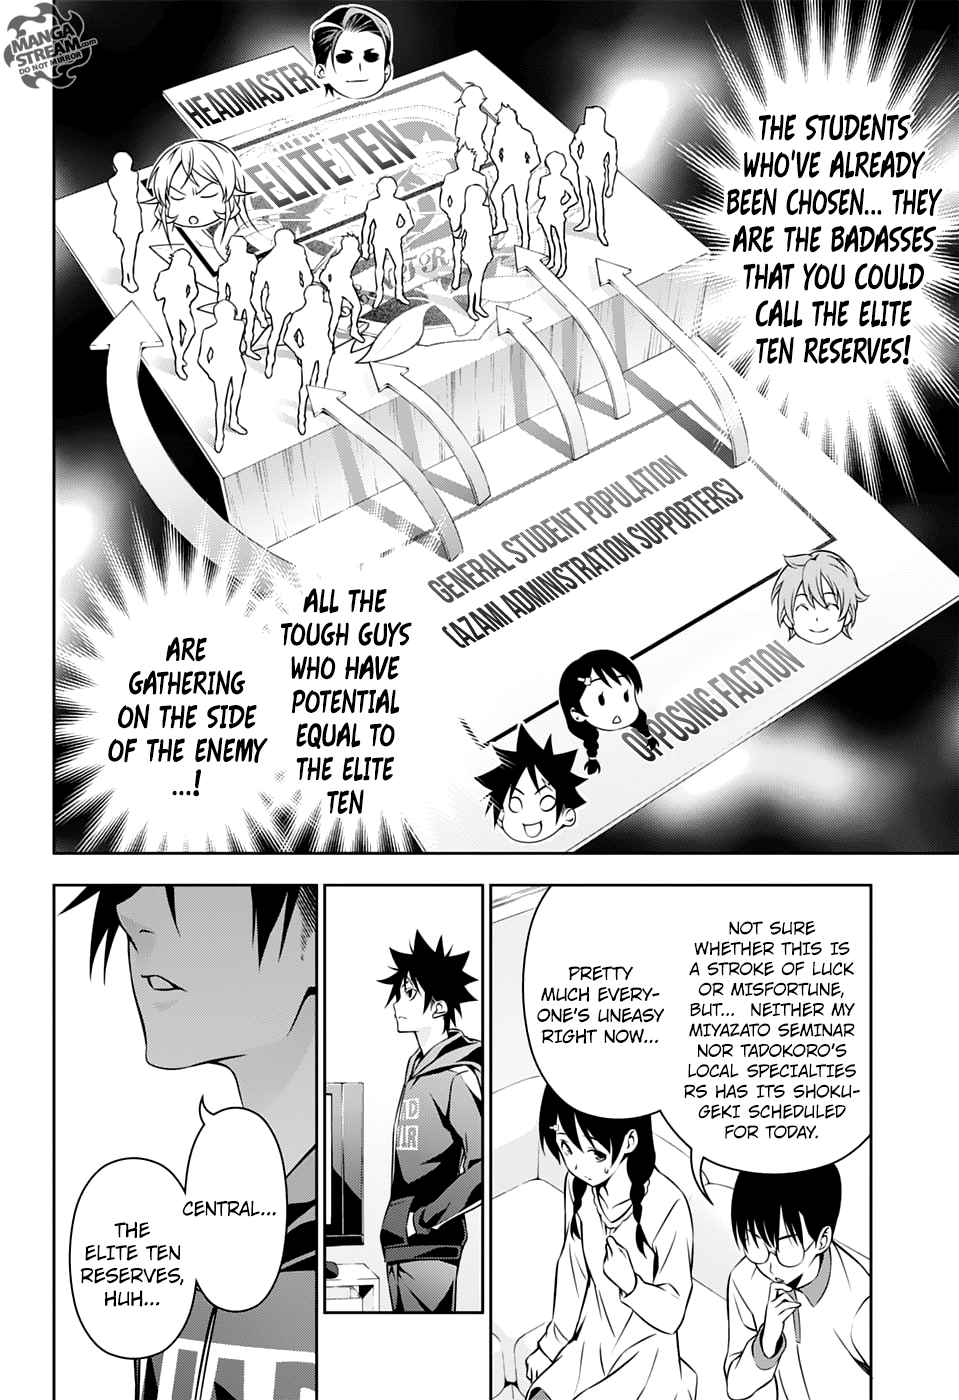 MANGA
STREAM.com
DO NOT MIRROR
HEADMASTER
ELITE TEN
THE STUDENTS
WHO'VE ALREADY
BEEN CHOSEN... THEY
ARE THE BADASSES
THAT YOU COULD
CALL THE ELITE
TEN RESERVES!
GENERAL STUDENT POPULATION
(AZAMI ADMINISTRATION SUPPORTERS)
OPPOSING FACTION
ALL THE
TOUGH GUYS
WHO HAVE
POTENTIAL
EQUAL TO
THE ELITE
TEN
ARE
GATHERING
ON THE SIDE
OF THE ENEMY
...!
NOT SURE
WHETHER THIS IS
A STROKE OF LUCK
OR MISFORTUNE,
BUT... NEITHER MY
MIYAZATO SEMINAR
NOR TADOKORO'S
LOCAL SPECIALTIES
RS HAS ITS SHOKU-
GEKI SCHEDULED
FOR TODAY.
PRETTY
MUCH EVERY-
ONE'S UNEASY
RIGHT NOW...
CENTRAL...
THE
ELITE TEN
RESERVES,
HUH...